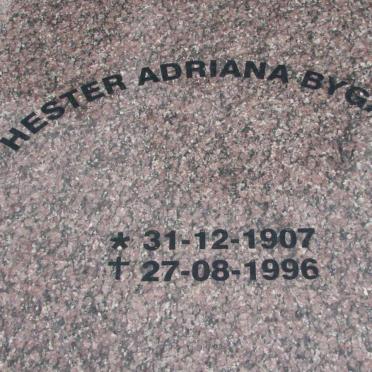 HESTER ADRIANA
* 31-12-1907
† 27-08-1996